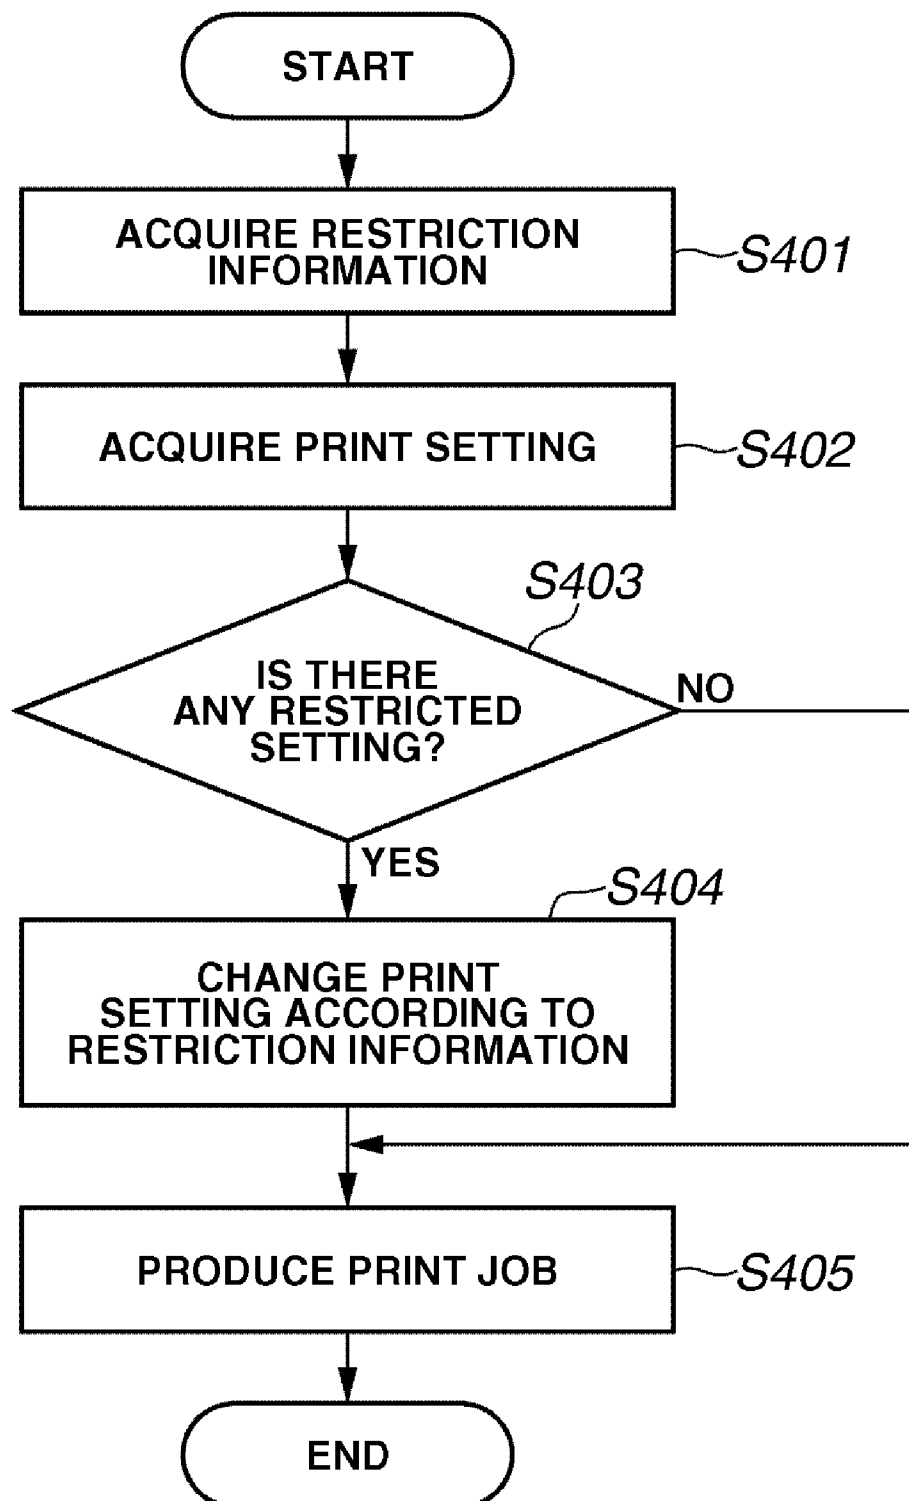 START
ACQUIRE RESTRICTION
INFORMATION
S401
ACQUIRE PRINT SETTING
S402
S403
IS THERE
ANY RESTRICTED
SETTING?
NO
YES
S404
CHANGE PRINT
SETTING ACCORDING TO
RESTRICTION INFORMATION
PRODUCE PRINT JOB
S405
END